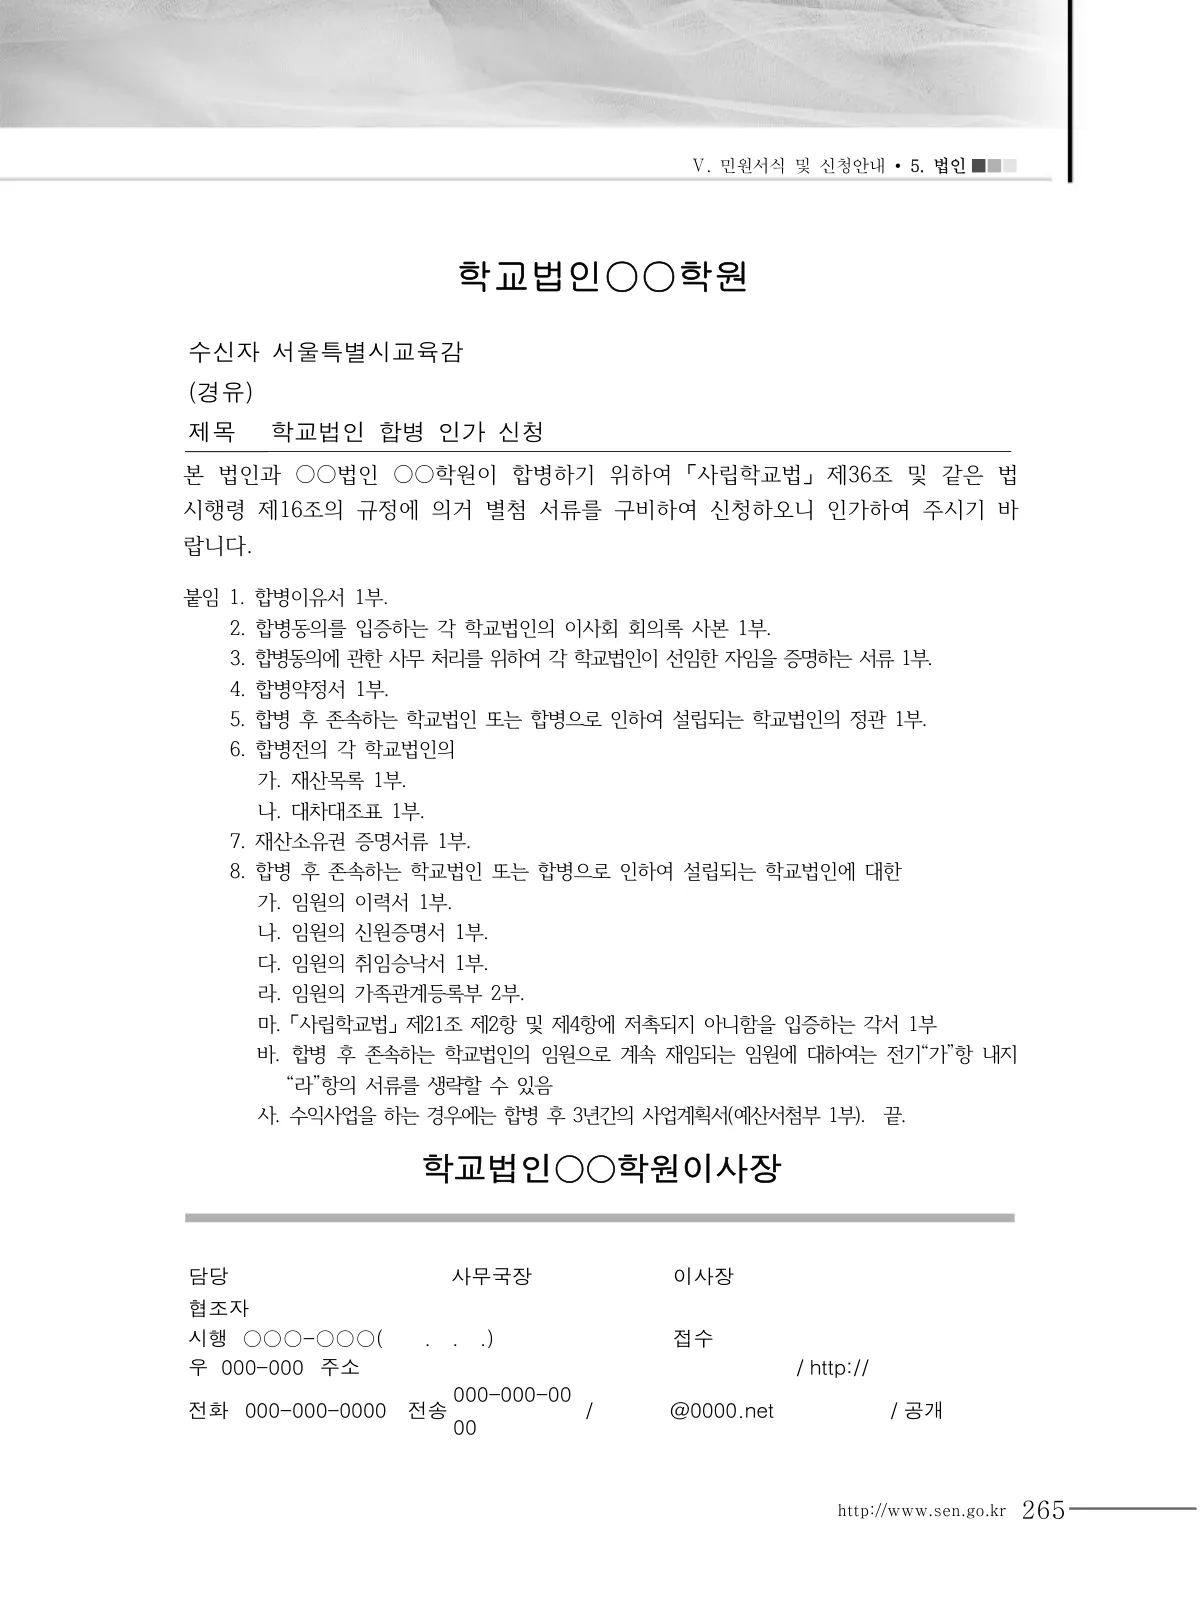 Ⅴ. 민원서식 및 신청안내 • 5. 법인
학교법인○○학원
수신자 서울특별시교육감
(경유)
제목 학교법인 합병 인가 신청
본 법인과 ○○법인 ○○학원이 합병하기 위하여「사립학교법」제36조 및 같은 법
시행령 제16조의 규정에 의거 별첨 서류를 구비하여 신청하오니 인가하여 주시기 바
랍니다.
붙임 1. 합병이유서 1부.
2. 합병동의를 입증하는 각 학교법인의 이사회 회의록 사본 1부.
3. 합병동의에 관한 사무 처리를 위하여 각 학교법인이 선임한 자임을 증명하는 서류 1부.
4. 합병약정서 1부.
5. 합병 후 존속하는 학교법인 또는 합병으로 인하여 설립되는 학교법인의 정관 1부.
6. 합병전의 각 학교법인의
가. 재산목록 1부.
나. 대차대조표 1부.
7. 재산소유권 증명서류 1부.
8. 합병 후 존속하는 학교법인 또는 합병으로 인하여 설립되는 학교법인에 대한
가. 임원의 이력서 1부.
나. 임원의 신원증명서 1부.
다. 임원의 취임승낙서 1부.
라. 임원의 가족관계등록부 2부.
마.「사립학교법」제21조 제2항 및 제4항에 저촉되지 아니함을 입증하는 각서 1부
바. 합병 후 존속하는 학교법인의 임원으로 계속 재임되는 임원에 대하여는 전기“가”항 내지
“라”항의 서류를 생략할 수 있음
사. 수익사업을 하는 경우에는 합병 후 3년간의 사업계획서(예산서첨부 1부). 끝.
학교법인○○학원이사장
담당 사무국장 이사장
협조자
시행 ○○○-○○○( . . .) 접수
우 000-000 주소 / http://
전화 000-000-0000 전송 000-000-00
00 / @0000.net / 공개
http://www.sen.go.kr 265